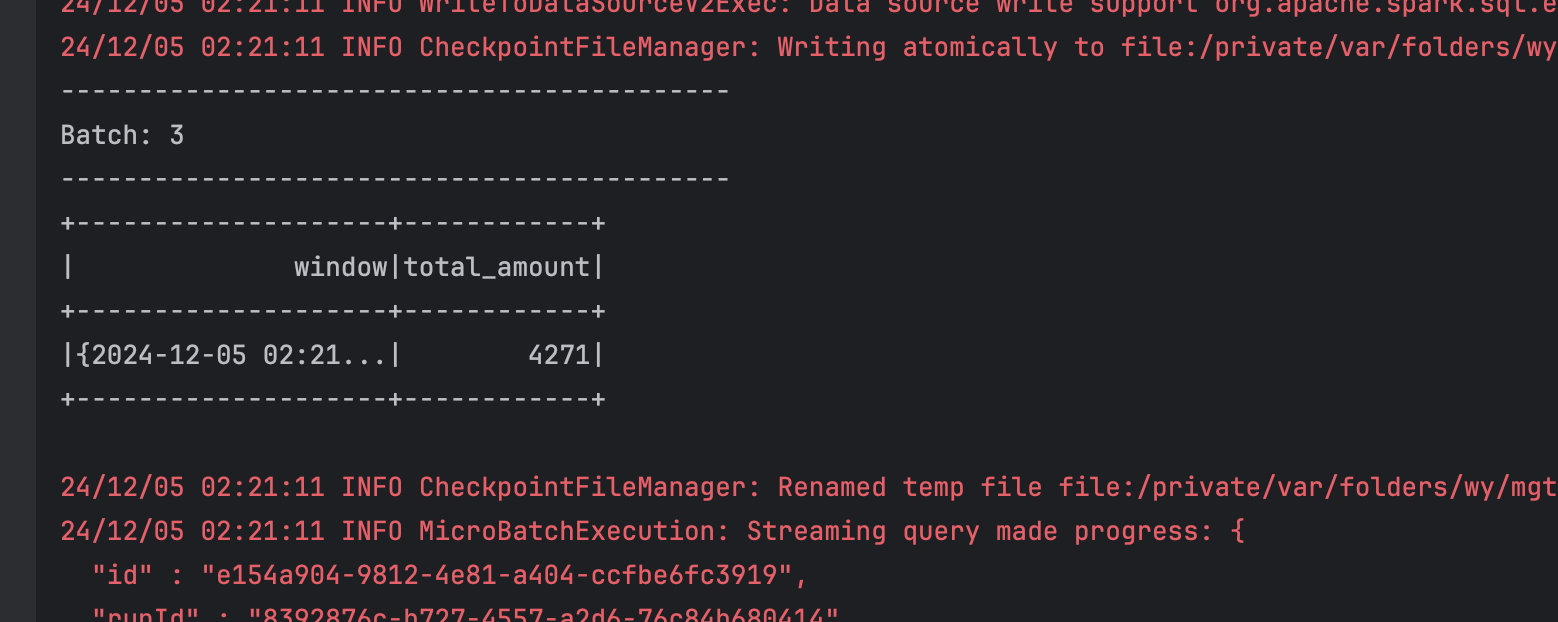 24/12/05 02:21:11 INFO WriteToDataSourceV2Exec: Data source write support org.apache.spark.sql.e
24/12/05 02:21:11 INFO CheckpointFileManager: Writing atomically to file:/private/var/folders/wy
-------------------------------------------
Batch: 3
-------------------------------------------
+--------------------+------------+
|              window|total_amount|
+--------------------+------------+
|{2024-12-05 02:21...|        4271|
+--------------------+------------+
24/12/05 02:21:11 INFO CheckpointFileManager: Renamed temp file file:/private/var/folders/wy/mgt
24/12/05 02:21:11 INFO MicroBatchExecution: Streaming query made progress: {
  "id" : "e154a904-9812-4e81-a404-ccfbe6fc3919",
  "runId" : "8392876c-b727-4557-a2d6-76c84b680414"